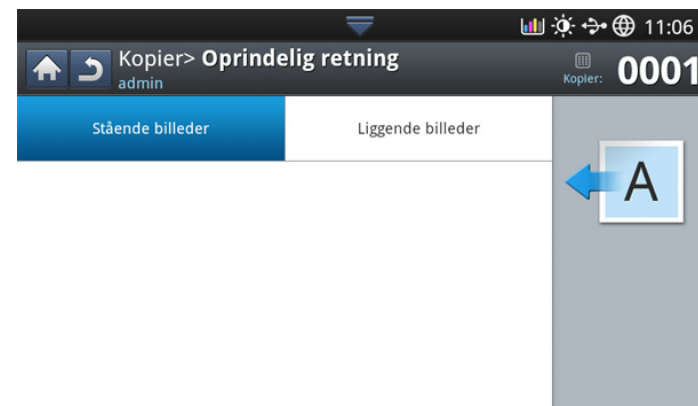 11:06
Kopier> Oprindelig retning
admin
Kopier: 0001
Stående billeder
Liggende billeder
A